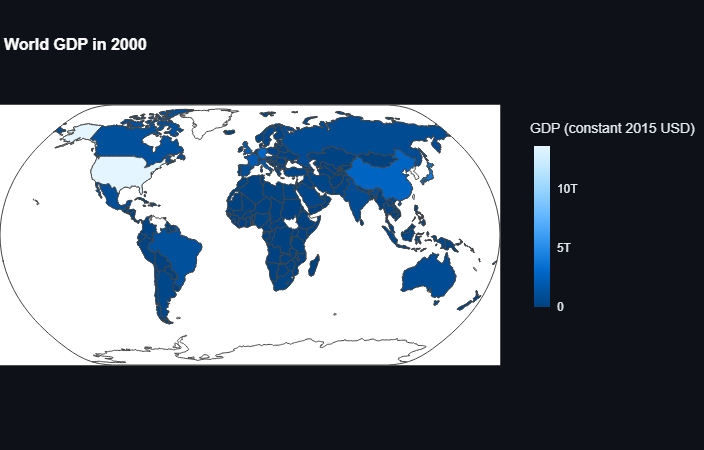 World GDP in 2000
GDP (constant 2015 USD)
10T
5T
0